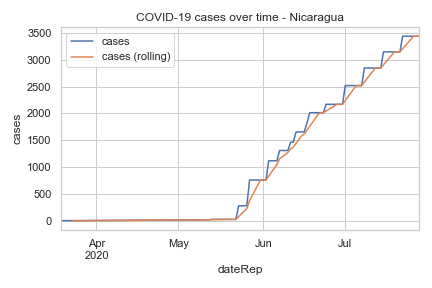 COVID-19 cases over time - Nicaragua
cases
cases (rolling)
3500
3000
2500
2000
1500
1000
500
0
cases
Apr
2020
May
Jun
Jul
dateRep